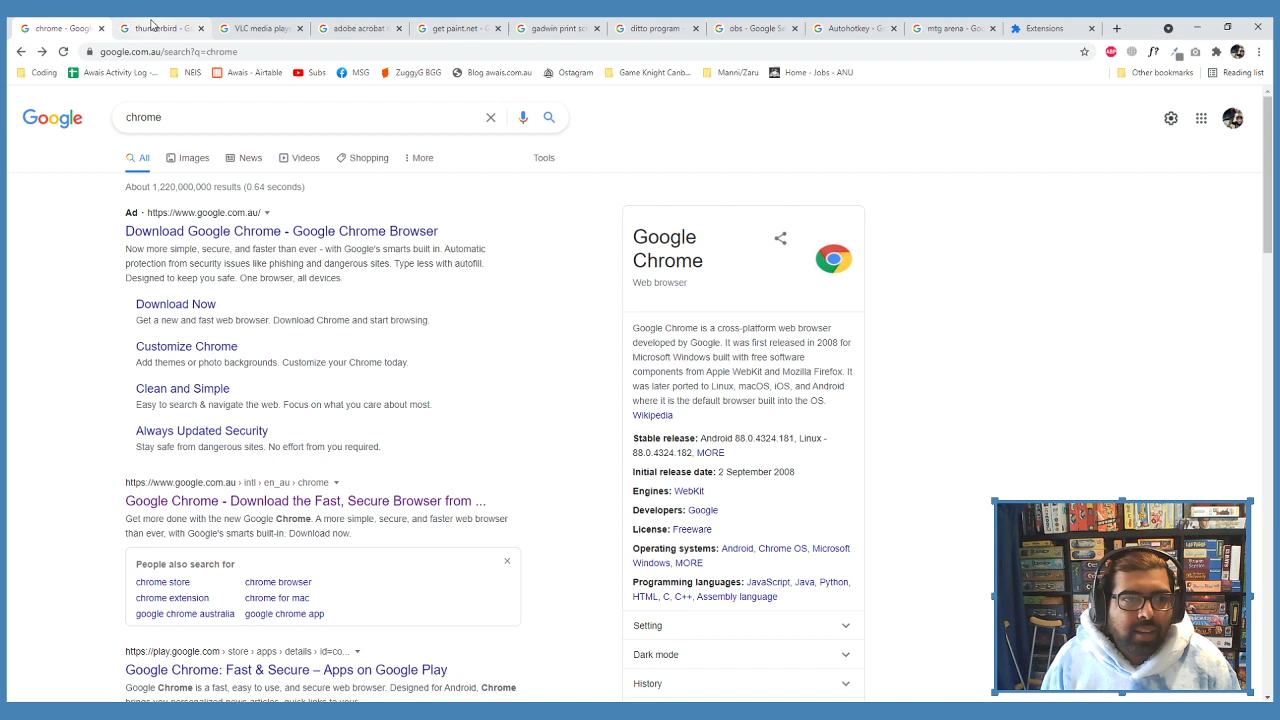 chrome - Goog
thunderbird - G
VLC media playe
adobe acrobat
get paint.net - G
gadwin print sc
ditto program -
obs - Google Se
Autohotkey - G
mtg arena - Goo
Extensions
google.com.au/search?q=chrome
Coding
Awais Activity Log -...
NEIS
Awais - Airtable
Subs
MSG
ZuggyG BGG
Blog awais.com.au
Ostagram
Game Knight Canb...
Manni/Zaru
Home - Jobs - ANU
Other bookmarks
Reading list
Google
chrome
All
Images
News
Videos
Shopping
More
Tools
About 1,220,000,000 results (0.64 seconds)
Ad · https://www.google.com.au/
Download Google Chrome - Google Chrome Browser
Now more simple, secure, and faster than ever - with Google's smarts built in. Automatic
protection from security issues like phishing and dangerous sites. Type less with autofill.
Designed to keep you safe. One browser, all devices.
Download Now
Get a new and fast web browser. Download Chrome and start browsing.
Customize Chrome
Add themes or photo backgrounds. Customize your Chrome today.
Clean and Simple
Easy to search & navigate the web. Focus on what you care about most.
Always Updated Security
Stay safe from dangerous sites. No effort from you required.
https://www.google.com.au › intl › en_au › chrome
Google Chrome - Download the Fast, Secure Browser from ...
Get more done with the new Google Chrome. A more simple, secure, and faster web browser
than ever, with Google's smarts built-in. Download now.
People also search for
chrome store
chrome browser
chrome extension
chrome for mac
google chrome australia
google chrome app
https://play.google.com › store › apps › details › id=co...
Google Chrome: Fast & Secure – Apps on Google Play
Google Chrome is a fast, easy to use, and secure web browser. Designed for Android, Chrome
brings you personalized news articles, quick links to your
Google
Chrome
Web browser
Google Chrome is a cross-platform web browser
developed by Google. It was first released in 2008 for
Microsoft Windows built with free software
components from Apple WebKit and Mozilla Firefox. It
was later ported to Linux, macOS, iOS, and Android
where it is the default browser built into the OS.
Wikipedia
Stable release: Android 88.0.4324.181, Linux -
88.0.4324.182, MORE
Initial release date: 2 September 2008
Engines: WebKit
Developers: Google
License: Freeware
Operating systems: Android, Chrome OS, Microsoft
Windows, MORE
Programming languages: JavaScript, Java, Python,
HTML, C, C++, Assembly language
Setting
Dark mode
History